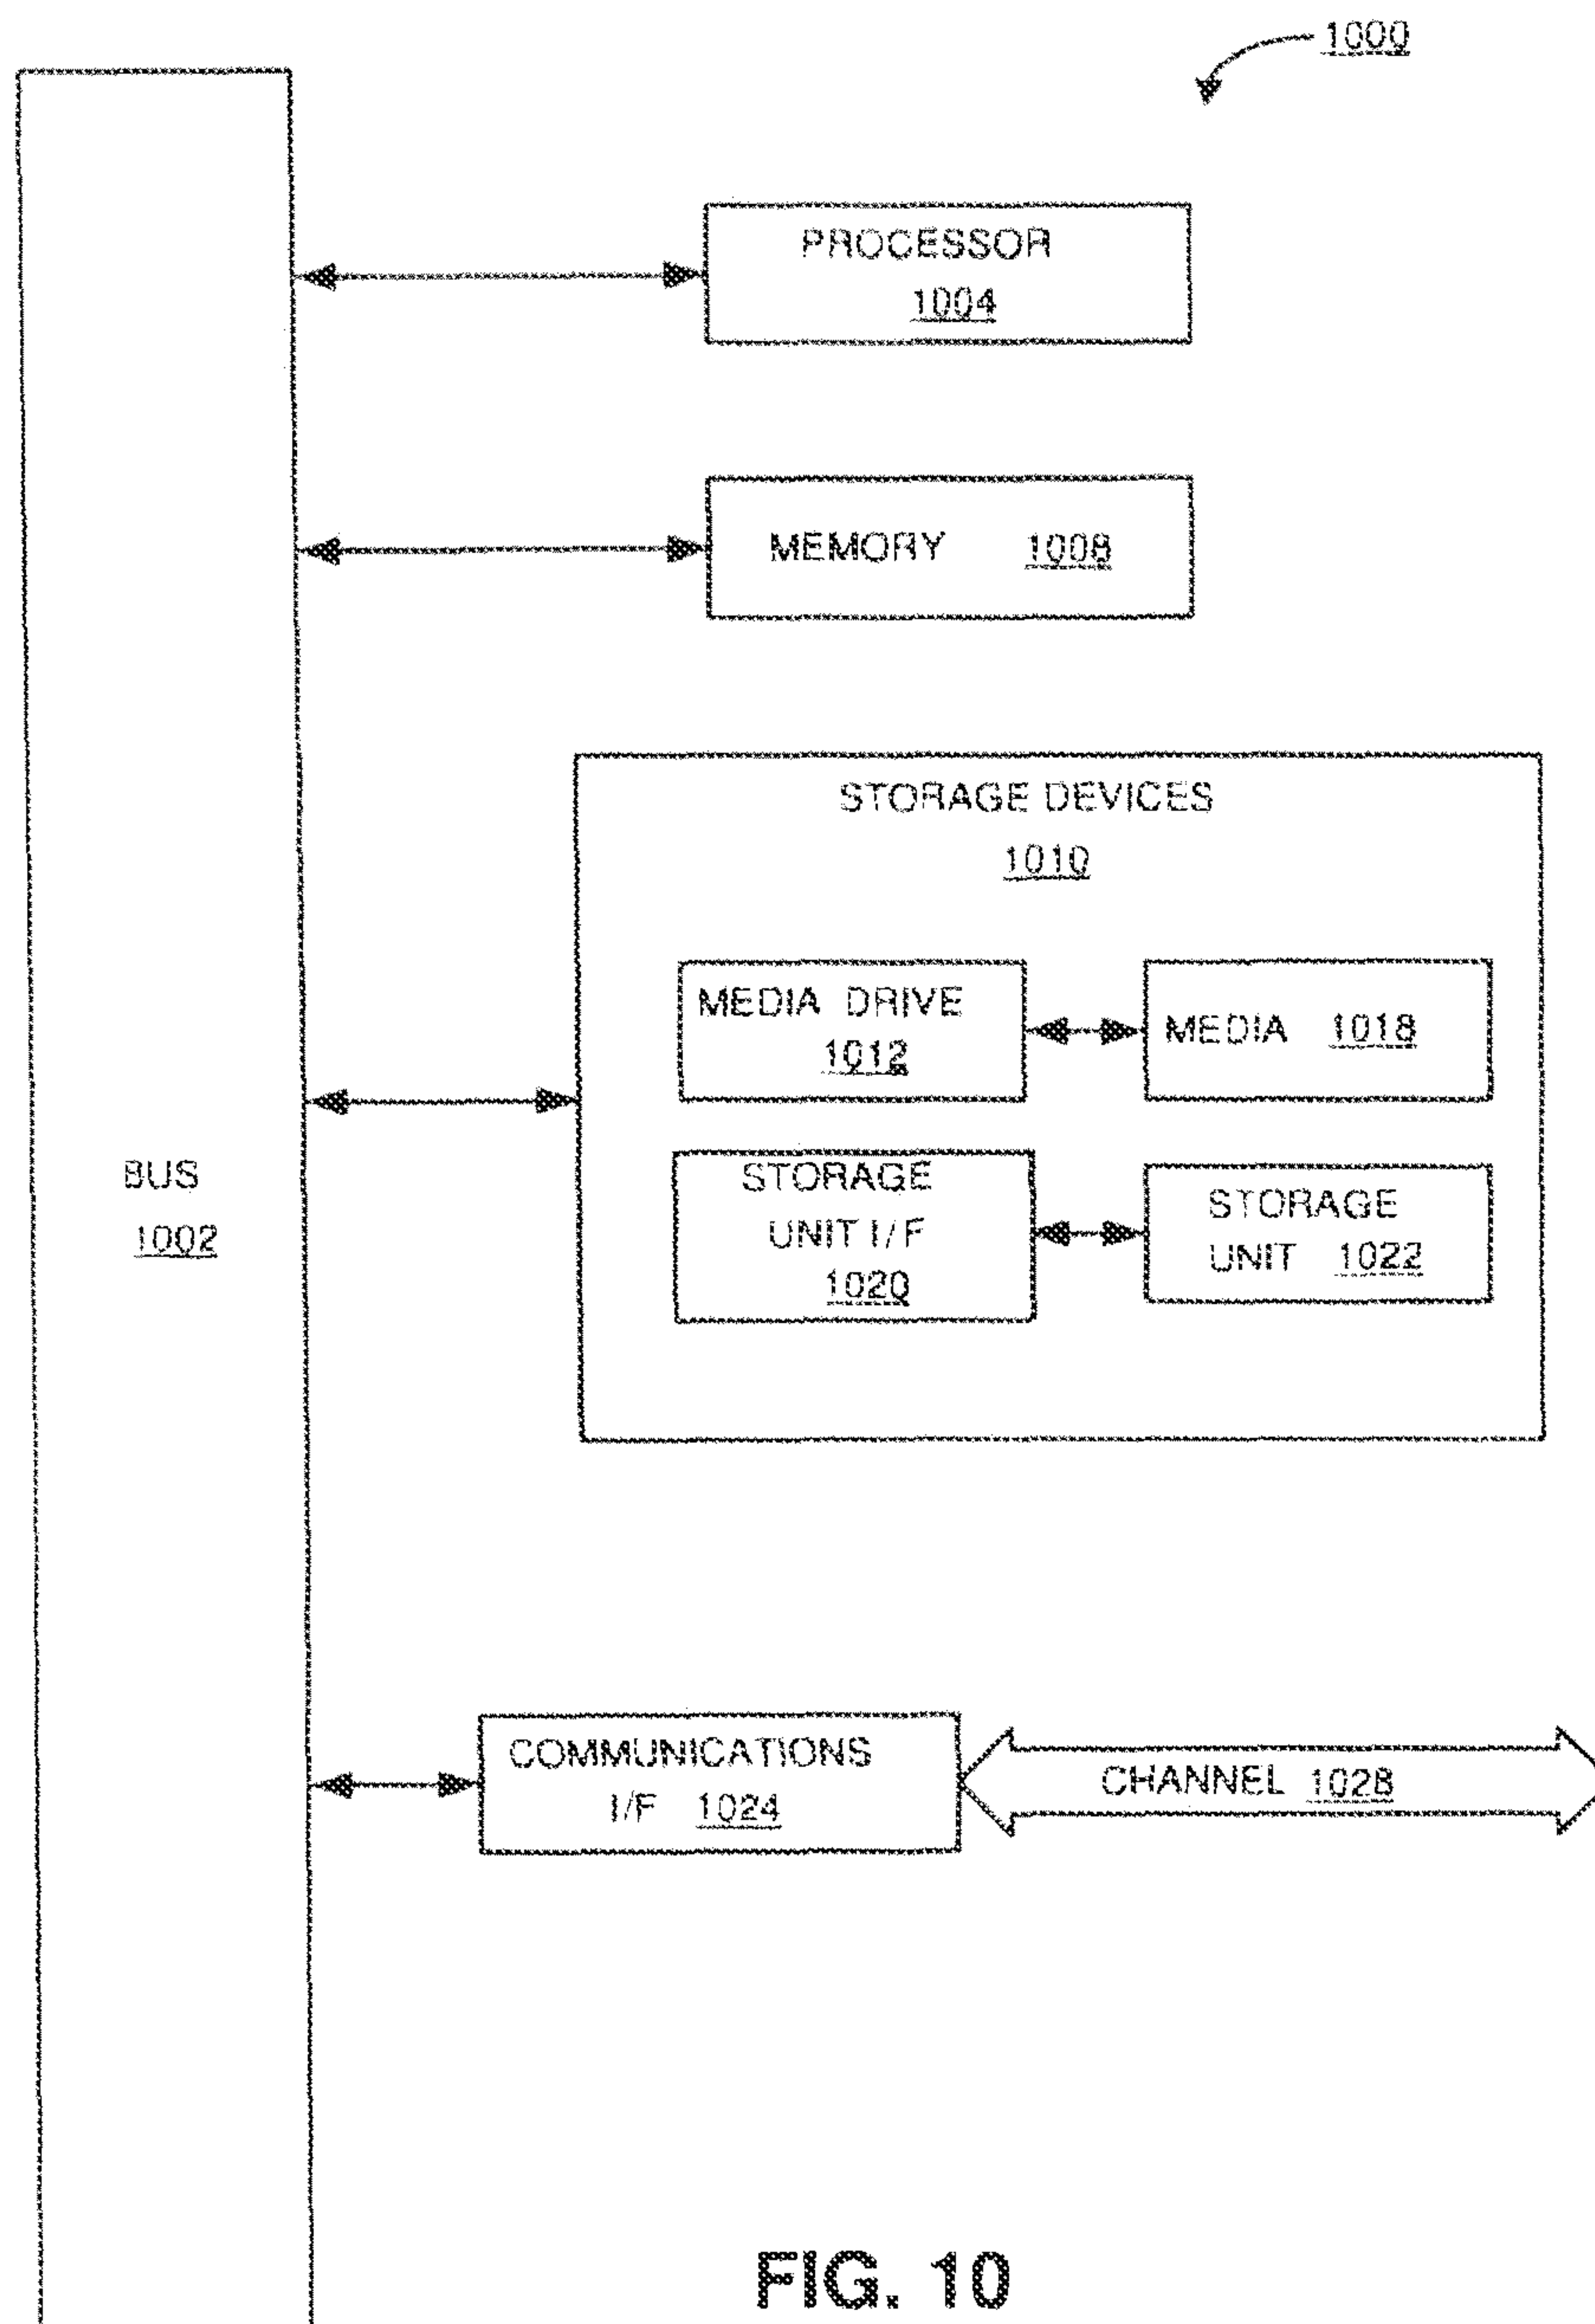 1000
PROCESSOR
1004
MEMORY 1008
STORAGE DEVICES
1010
MEDIA DRIVE
1012
MEDIA 1018
STORAGE
UNIT I/F
1020
STORAGE
UNIT 1022
BUS
1002
COMMUNICATIONS
I/F 1024
CHANNEL 1028
FIG. 10